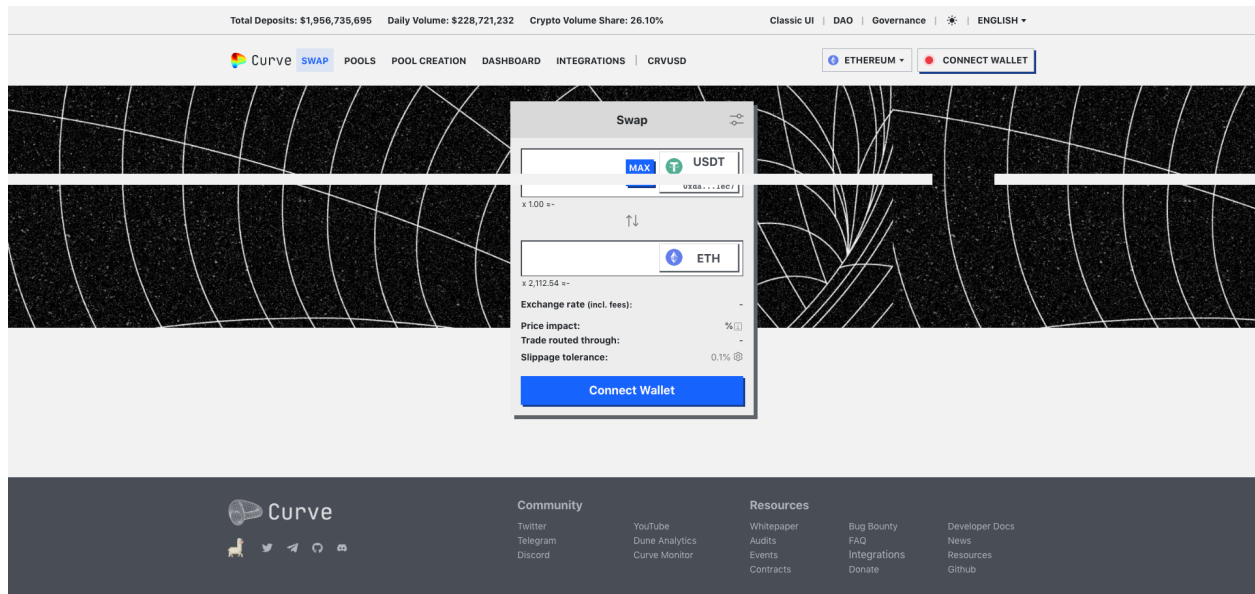 Total Deposits: $1,956,735,695 Daily Volume: $228,721,232 Crypto Volume Share: 26.10% Classic UI | DAO | Governance | | ENGLISH
Curve SWAP POOLS POOL CREATION DASHBOARD INTEGRATIONS | CRVUSD ETHEREUM CONNECT WALLET
Swap
MAX USDT
x 1.00 ≈-
ETH
x 2,112.54 ≈-
Exchange rate (incl. fees): -
Price impact: %
Trade routed through: -
Slippage tolerance: 0.1%
Connect Wallet
Curve
Community
Twitter YouTube
Telegram Dune Analytics
Discord Curve Monitor
Resources
Whitepaper Bug Bounty Developer Docs
Audits FAQ News
Events Integrations Resources
Contracts Donate Github